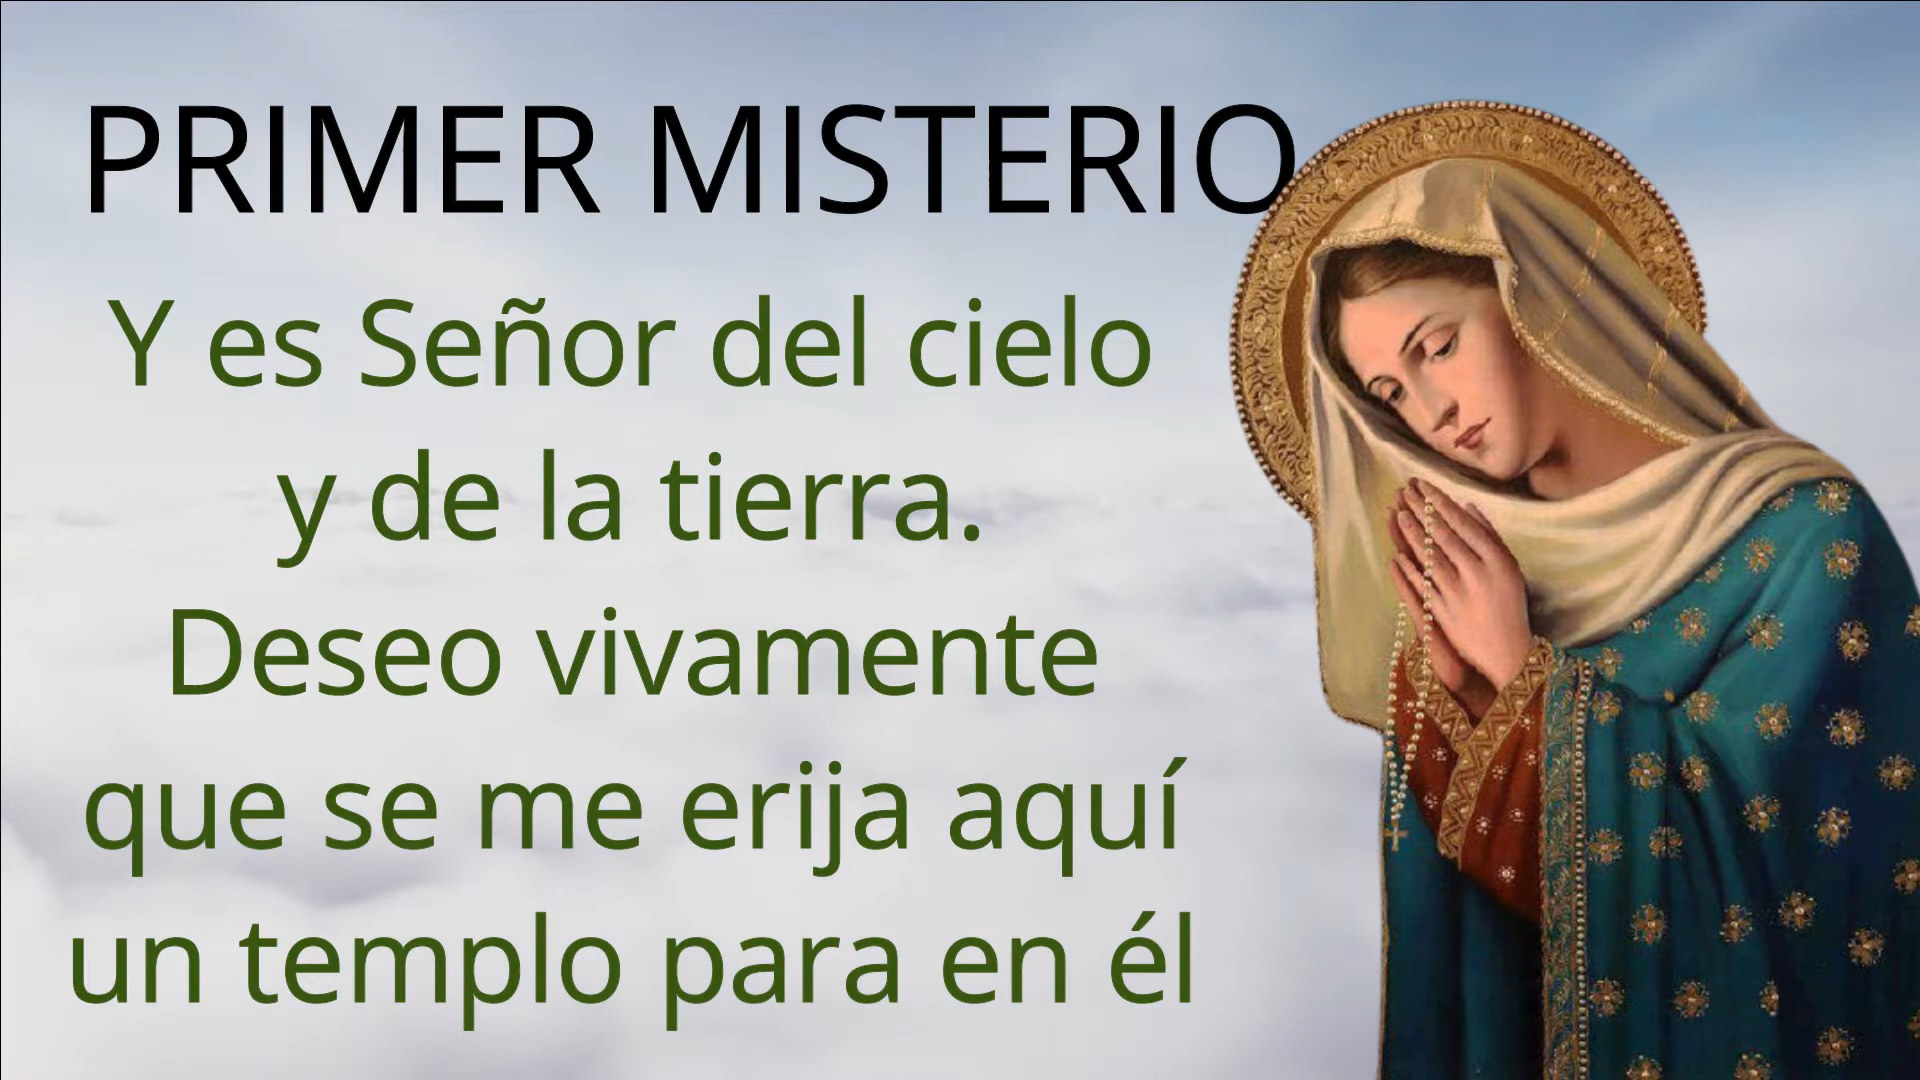 PRIMER MISTERIO
Y es Señor del cielo
y de la tierra.
Deseo vivamente
que se me erija aquí
un templo para en él